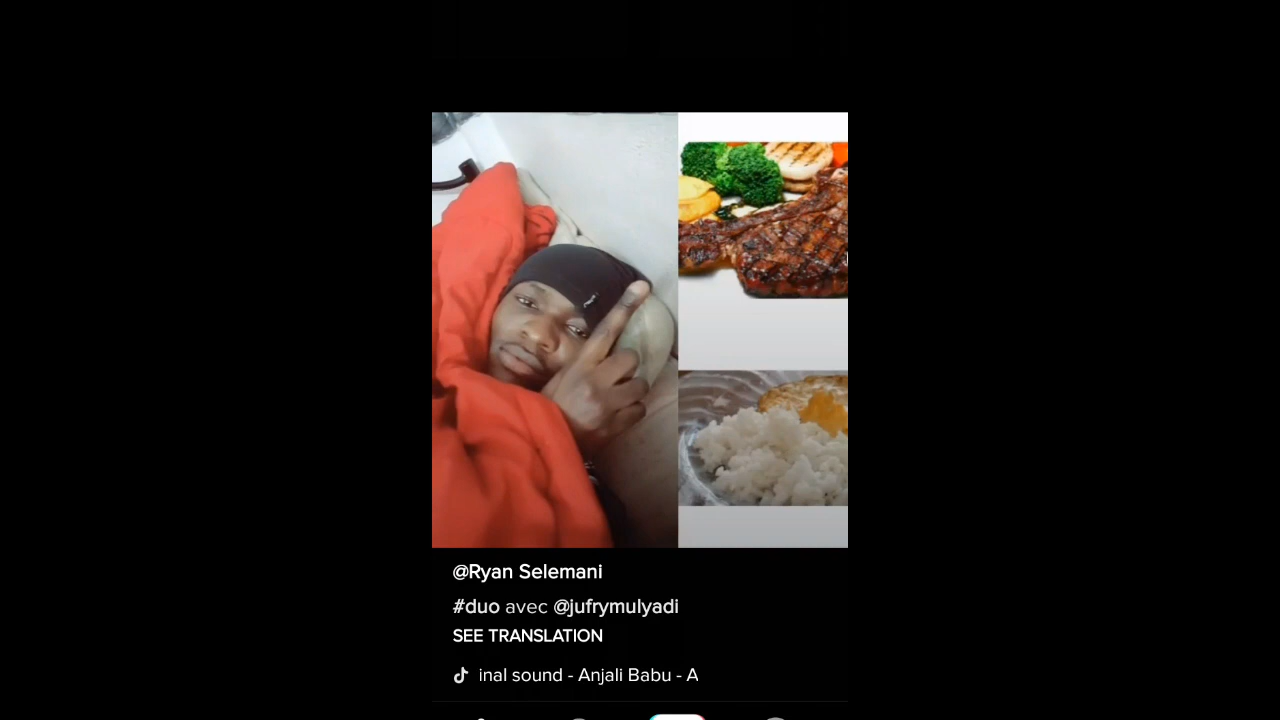 @Ryan Selemani
#duo avec @jufrymulyadi
SEE TRANSLATION
inal sound - Anjali Babu - A